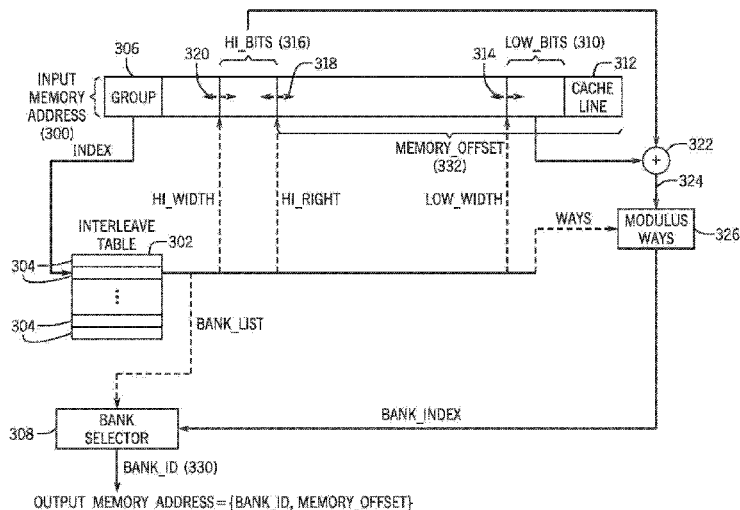 306
HI_BITS (316)
320
318
LOW_BITS (310)
314
312
INPUT
MEMORY
ADDRESS
(300)
GROUP
CACHE
LINE
MEMORY_OFFSET
(332)
322
324
INDEX
HI_WIDTH
HI_RIGHT
LOW_WIDTH
WAYS
MODULUS
WAYS
326
INTERLEAVE
TABLE
302
304
304
BANK_LIST
BANK_INDEX
308
BANK
SELECTOR
BANK_ID (330)
OUTPUT MEMORY ADDRESS={BANK_ID, MEMORY_OFFSET}
+